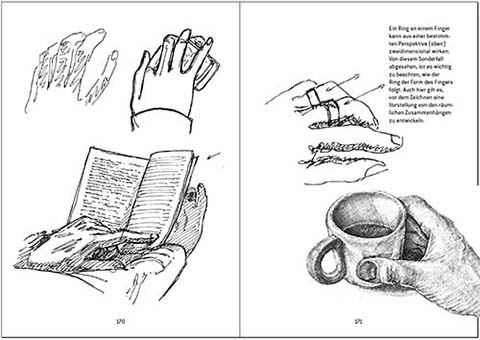 Ein Ring an einem Finger
kann aus einer bestimm-
ten Perspektive (oben)
zweidimensional wirken.
Von diesem Sonderfall
abgesehen, ist es wichtig
zu beachten, wie der
Ring der Form des Fingers
folgt. Auch hier gilt es,
vor dem Zeichnen eine
Vorstellung von den räum-
lichen Zusammenhängen
zu entwickeln.
170
171